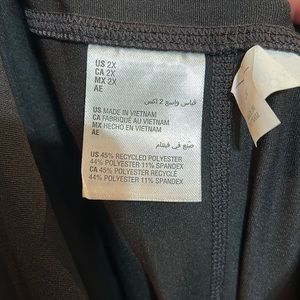 US 2X
CA 2X
MX 2X
AE
قياس واسع 2 اكس
US MADE IN VIETNAM
CA FABRIQUÉ AU VIETNAM
MX HECHO EN VIETNAM
AE
صنع في فيتنام
US 45% RECYCLED POLYESTER
44% POLYESTER 11% SPANDEX
CA 45% POLYESTER RECYCLÉ
44% POLYESTER 11% SPANDEX